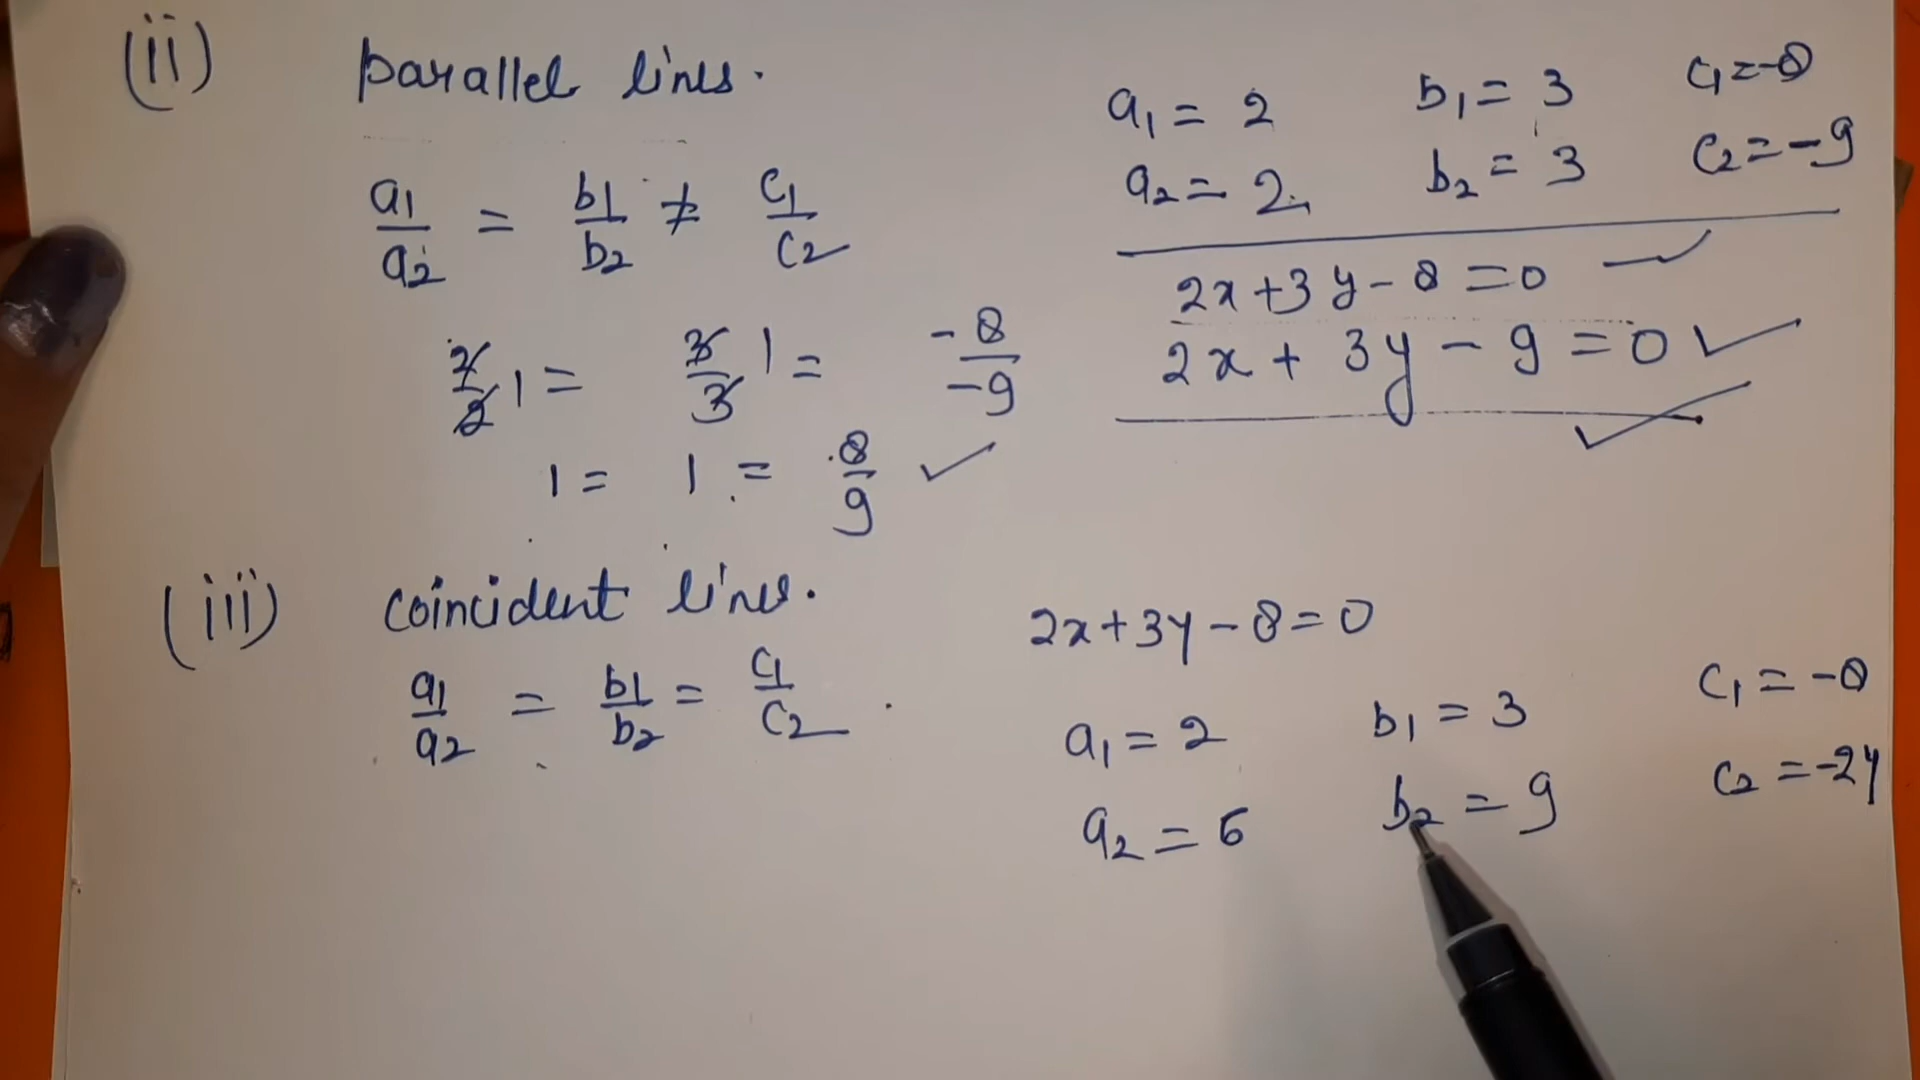 (ii) parallel lines.
a₁ = 2 b₁ = 3 c₁ = -8
a₂ = 2 b₂ = 3 c₂ = -9
a₁/a₂ = b₁/b₂ ≠ c₁/c₂
2x + 3y - 8 = 0 ✓
2x + 3y - 9 = 0 ✓
✓
2/2 1 = 3/3 1 = -8/-9
1 = 1 = 8/9 ✓
(iii) coincident lines.
2x + 3y - 8 = 0
a₁/a₂ = b₁/b₂ = c₁/c₂
a₁ = 2 b₁ = 3 c₁ = -8
a₂ = 6 b₂ = 9 c₂ = -24